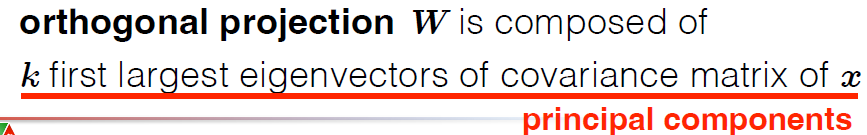 orthogonal projection W is composed of
k first largest eigenvectors of covariance matrix of x
principal components